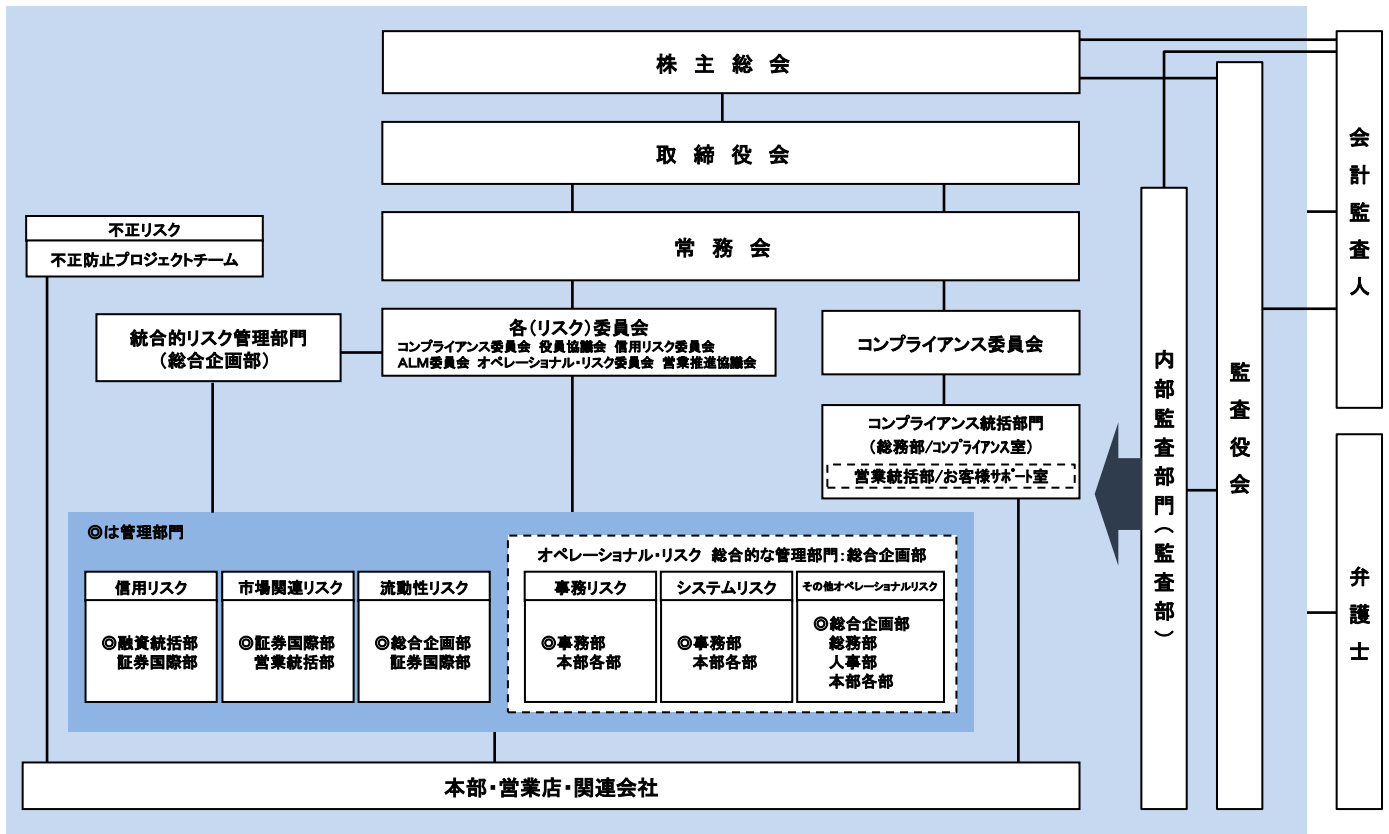 株主総会
取締役会
常務会
不正リスク
不正防止プロジェクトチーム
統合的リスク管理部門
(総合企画部)
各(リスク)委員会
コンプライアンス委員会 役員協議会 信用リスク委員会
ALM委員会 オペレーショナル・リスク委員会 営業推進協議会
コンプライアンス委員会
コンプライアンス統括部門
(総務部/コンプライアンス室)
営業統括部/お客様サポート室
◎は管理部門
信用リスク
◎融資統括部
証券国際部
市場関連リスク
◎証券国際部
営業統括部
流動性リスク
◎総合企画部
証券国際部
オペレーショナル・リスク 総合的な管理部門:総合企画部
事務リスク
◎事務部
本部各部
システムリスク
◎事務部
本部各部
その他オペレーショナルリスク
◎総合企画部
総務部
人事部
本部各部
本部・営業店・関連会社
内部監査部門(監査部)
監査役会
会計監査人
弁護士